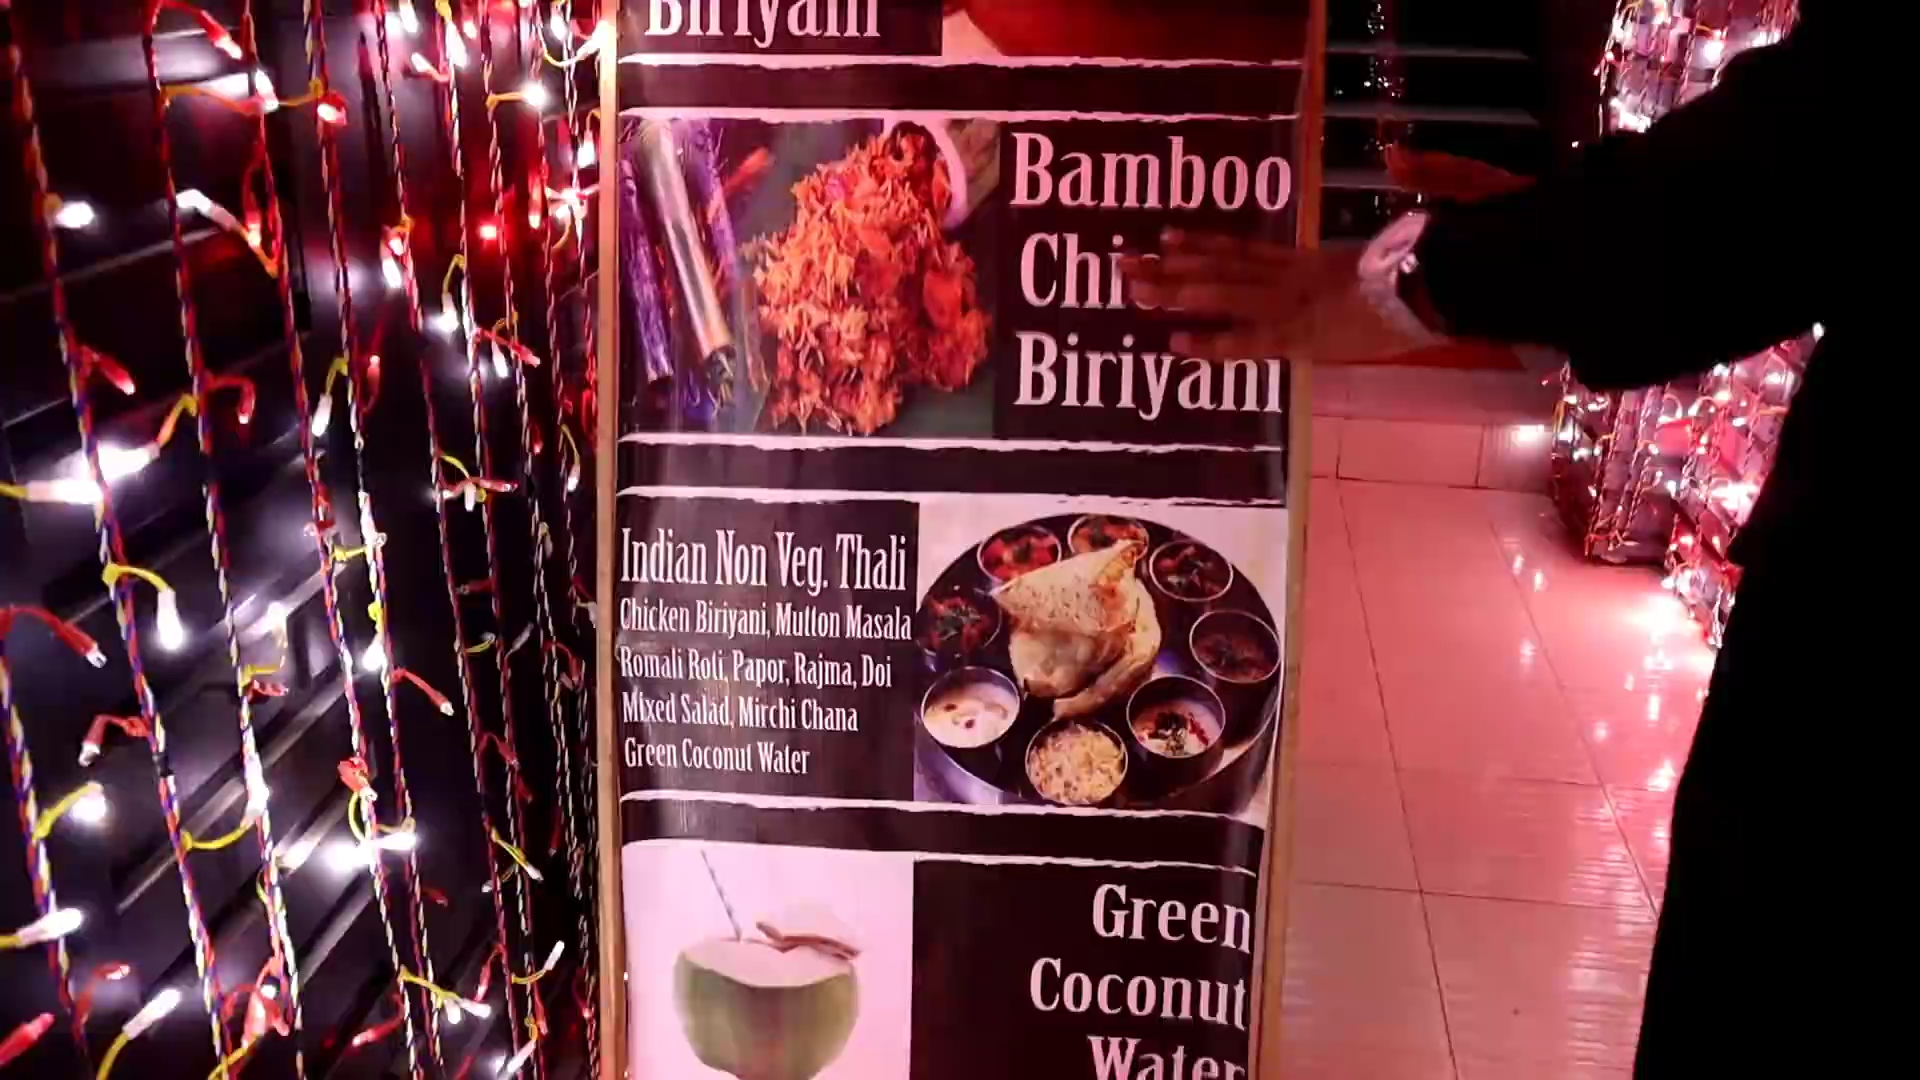 Biriyani
Bamboo
Biriyani
Indian Non Veg. Thali
Chicken Biriyani, Mutton Masala
Romali Roti, Papor, Rajma, Doi
Mixed Salad, Mirchi Chana
Green Coconut Water
Green
Coconut
Water